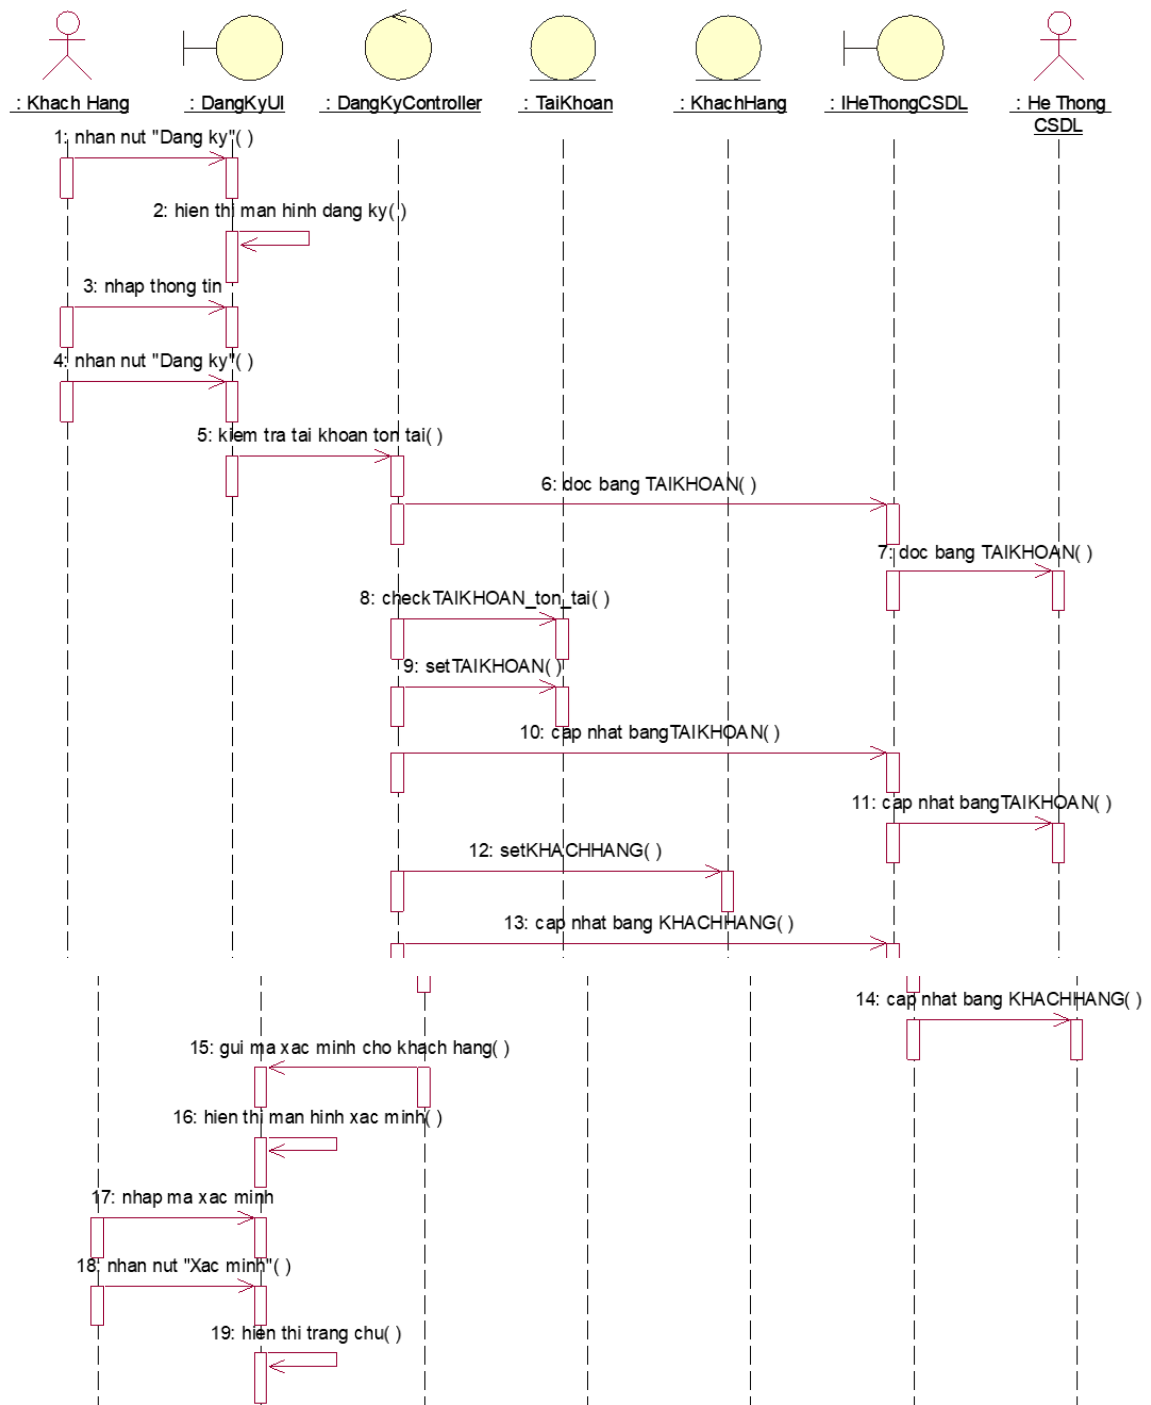 : Khach Hang
: DangKyUI
: DangKyController
: TaiKhoan
: KhachHang
: IHeThongCSDL
: He Thong
CSDL
1: nhan nut "Dang ky"( )
2: hien thi man hinh dang ky( )
3: nhap thong tin
4: nhan nut "Dang ky"( )
5: kiem tra tai khoan ton tai( )
6: doc bang TAIKHOAN( )
7: doc bang TAIKHOAN( )
8: checkTAIKHOAN_ton_tai( )
9: setTAIKHOAN( )
10: cap nhat bangTAIKHOAN( )
11: cap nhat bangTAIKHOAN( )
12: setKHACHHANG( )
13: cap nhat bang KHACHHANG( )
14: cap nhat bang KHACHHANG( )
15: gui ma xac minh cho khach hang( )
16: hien thi man hinh xac minh( )
17: nhap ma xac minh
18: nhan nut "Xac minh"( )
19: hien thi trang chu( )